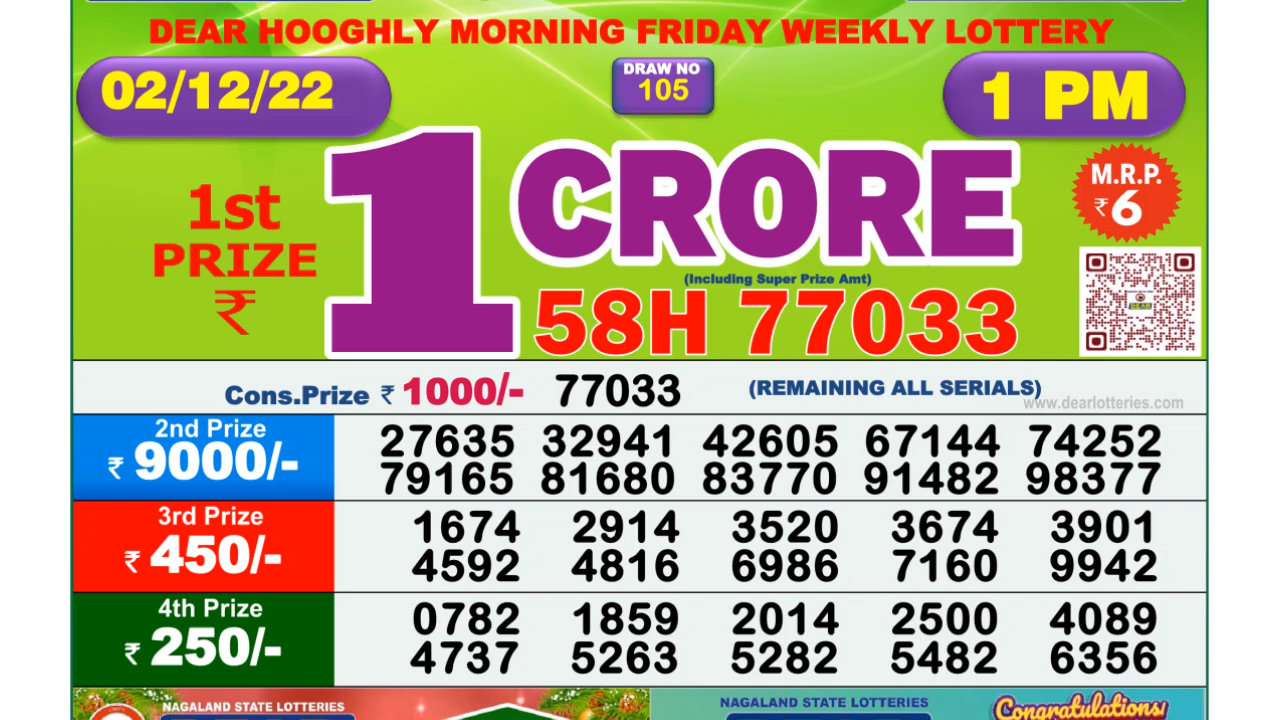 DEAR HOOGHLY MORNING FRIDAY WEEKLY LOTTERY
02/12/22
DRAW NO
105
1 PM
1st
PRIZE
₹
1 CRORE
M.R.P.
₹ 6
(Including Super Prize Amt)
58H 77033
Cons.Prize ₹ 1000/- 77033 (REMAINING ALL SERIALS)
www.dearlotteries.com
2nd Prize
₹ 9000/-
27635 32941 42605 67144 74252
79165 81680 83770 91482 98377
3rd Prize
₹ 450/-
1674 2914 3520 3674 3901
4592 4816 6986 7160 9942
4th Prize
₹ 250/-
0782 1859 2014 2500 4089
4737 5263 5282 5482 6356
NAGALAND STATE LOTTERIES
NAGALAND STATE LOTTERIES
Congratulations!